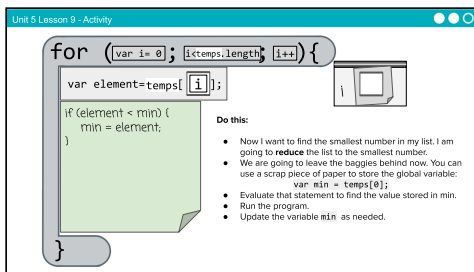 Unit 5 Lesson 9 - Activity
for ( var i= 0 ; i<temps.length; i++ ) {
var element=temps[ i ];
if (element < min) {
min = element;
}
}
i
Do this:
● Now I want to find the smallest number in my list. I am
going to reduce the list to the smallest number.
● We are going to leave the baggies behind now. You can
use a scrap piece of paper to store the global variable:
var min = temps[0];
● Evaluate that statement to find the value stored in min.
● Run the program.
● Update the variable min as needed.